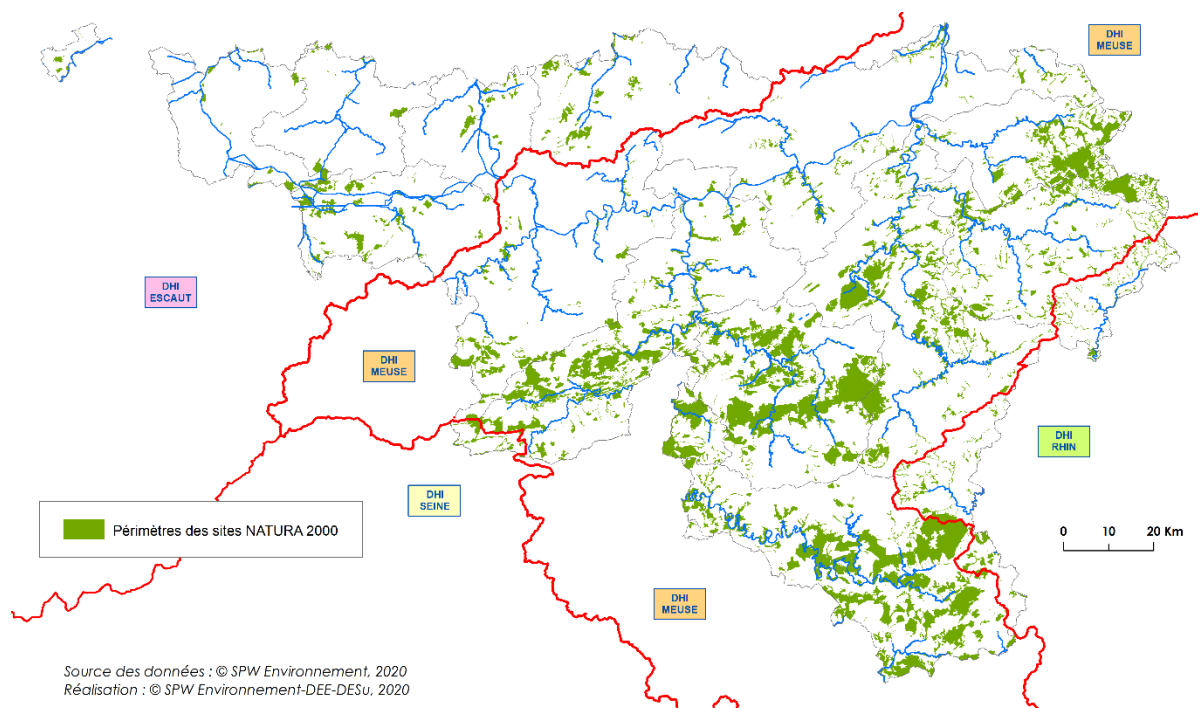 DHI
MEUSE
DHI
ESCAUT
DHI
MEUSE
DHI
RHIN
DHI
SEINE
Périmètres des sites NATURA 2000
0 10 20 Km
DHI
MEUSE
Source des données : © SPW Environnement, 2020
Réalisation : © SPW Environnement-DEE-DESu, 2020